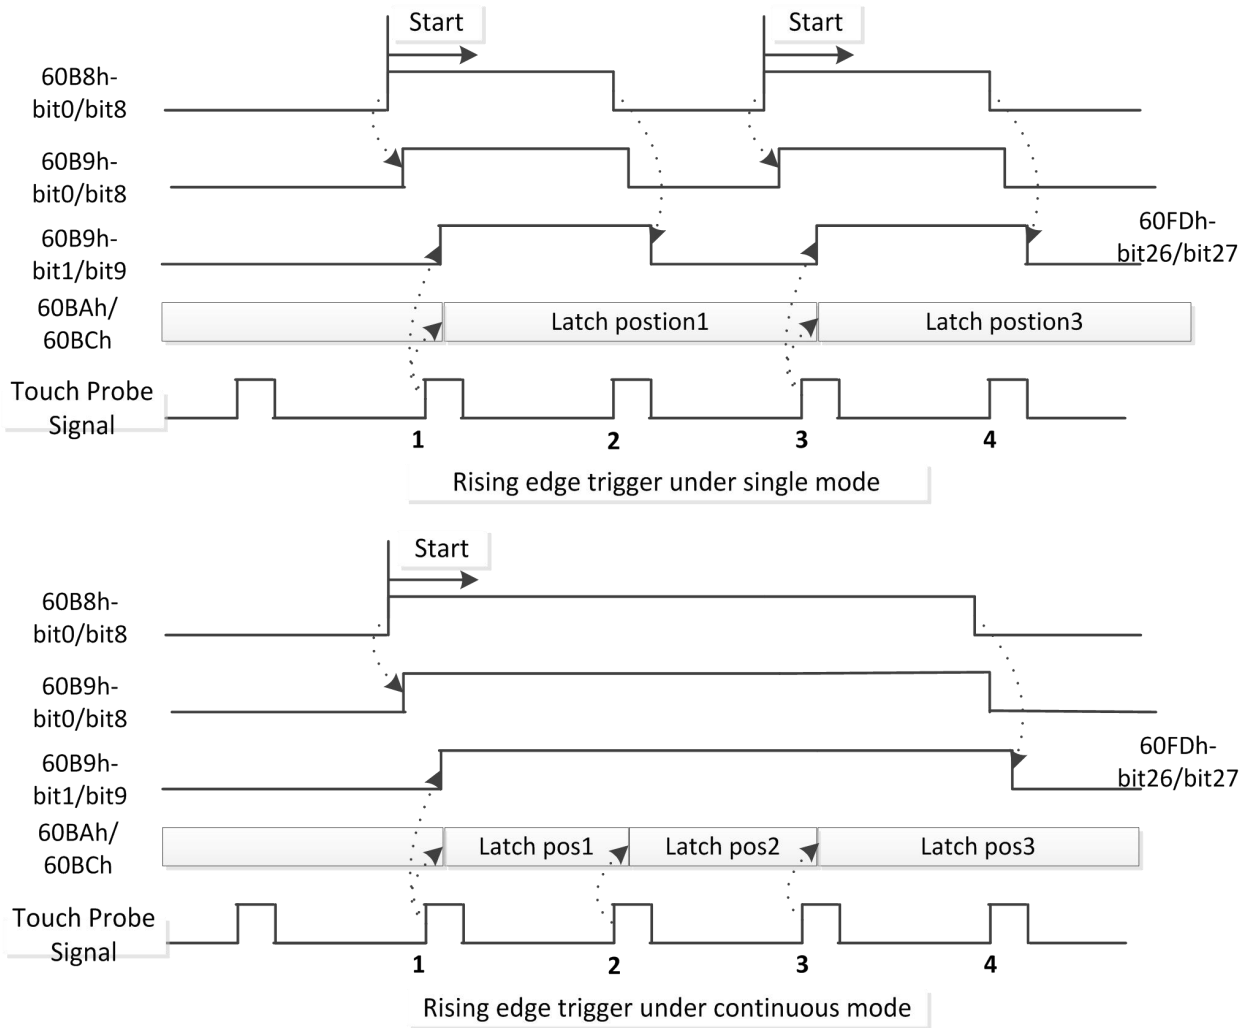 Start
Start
60B8h-
bit0/bit8
60B9h-
bit0/bit8
60B9h-
bit1/bit9
60FDh-
bit26/bit27
60BAh/
60BCh
Latch postion1
Latch postion3
Touch Probe
Signal
1
2
3
4
Rising edge trigger under single mode
Start
60B8h-
bit0/bit8
60B9h-
bit0/bit8
60B9h-
bit1/bit9
60FDh-
bit26/bit27
60BAh/
60BCh
Latch pos1
Latch pos2
Latch pos3
Touch Probe
Signal
1
2
3
4
Rising edge trigger under continuous mode